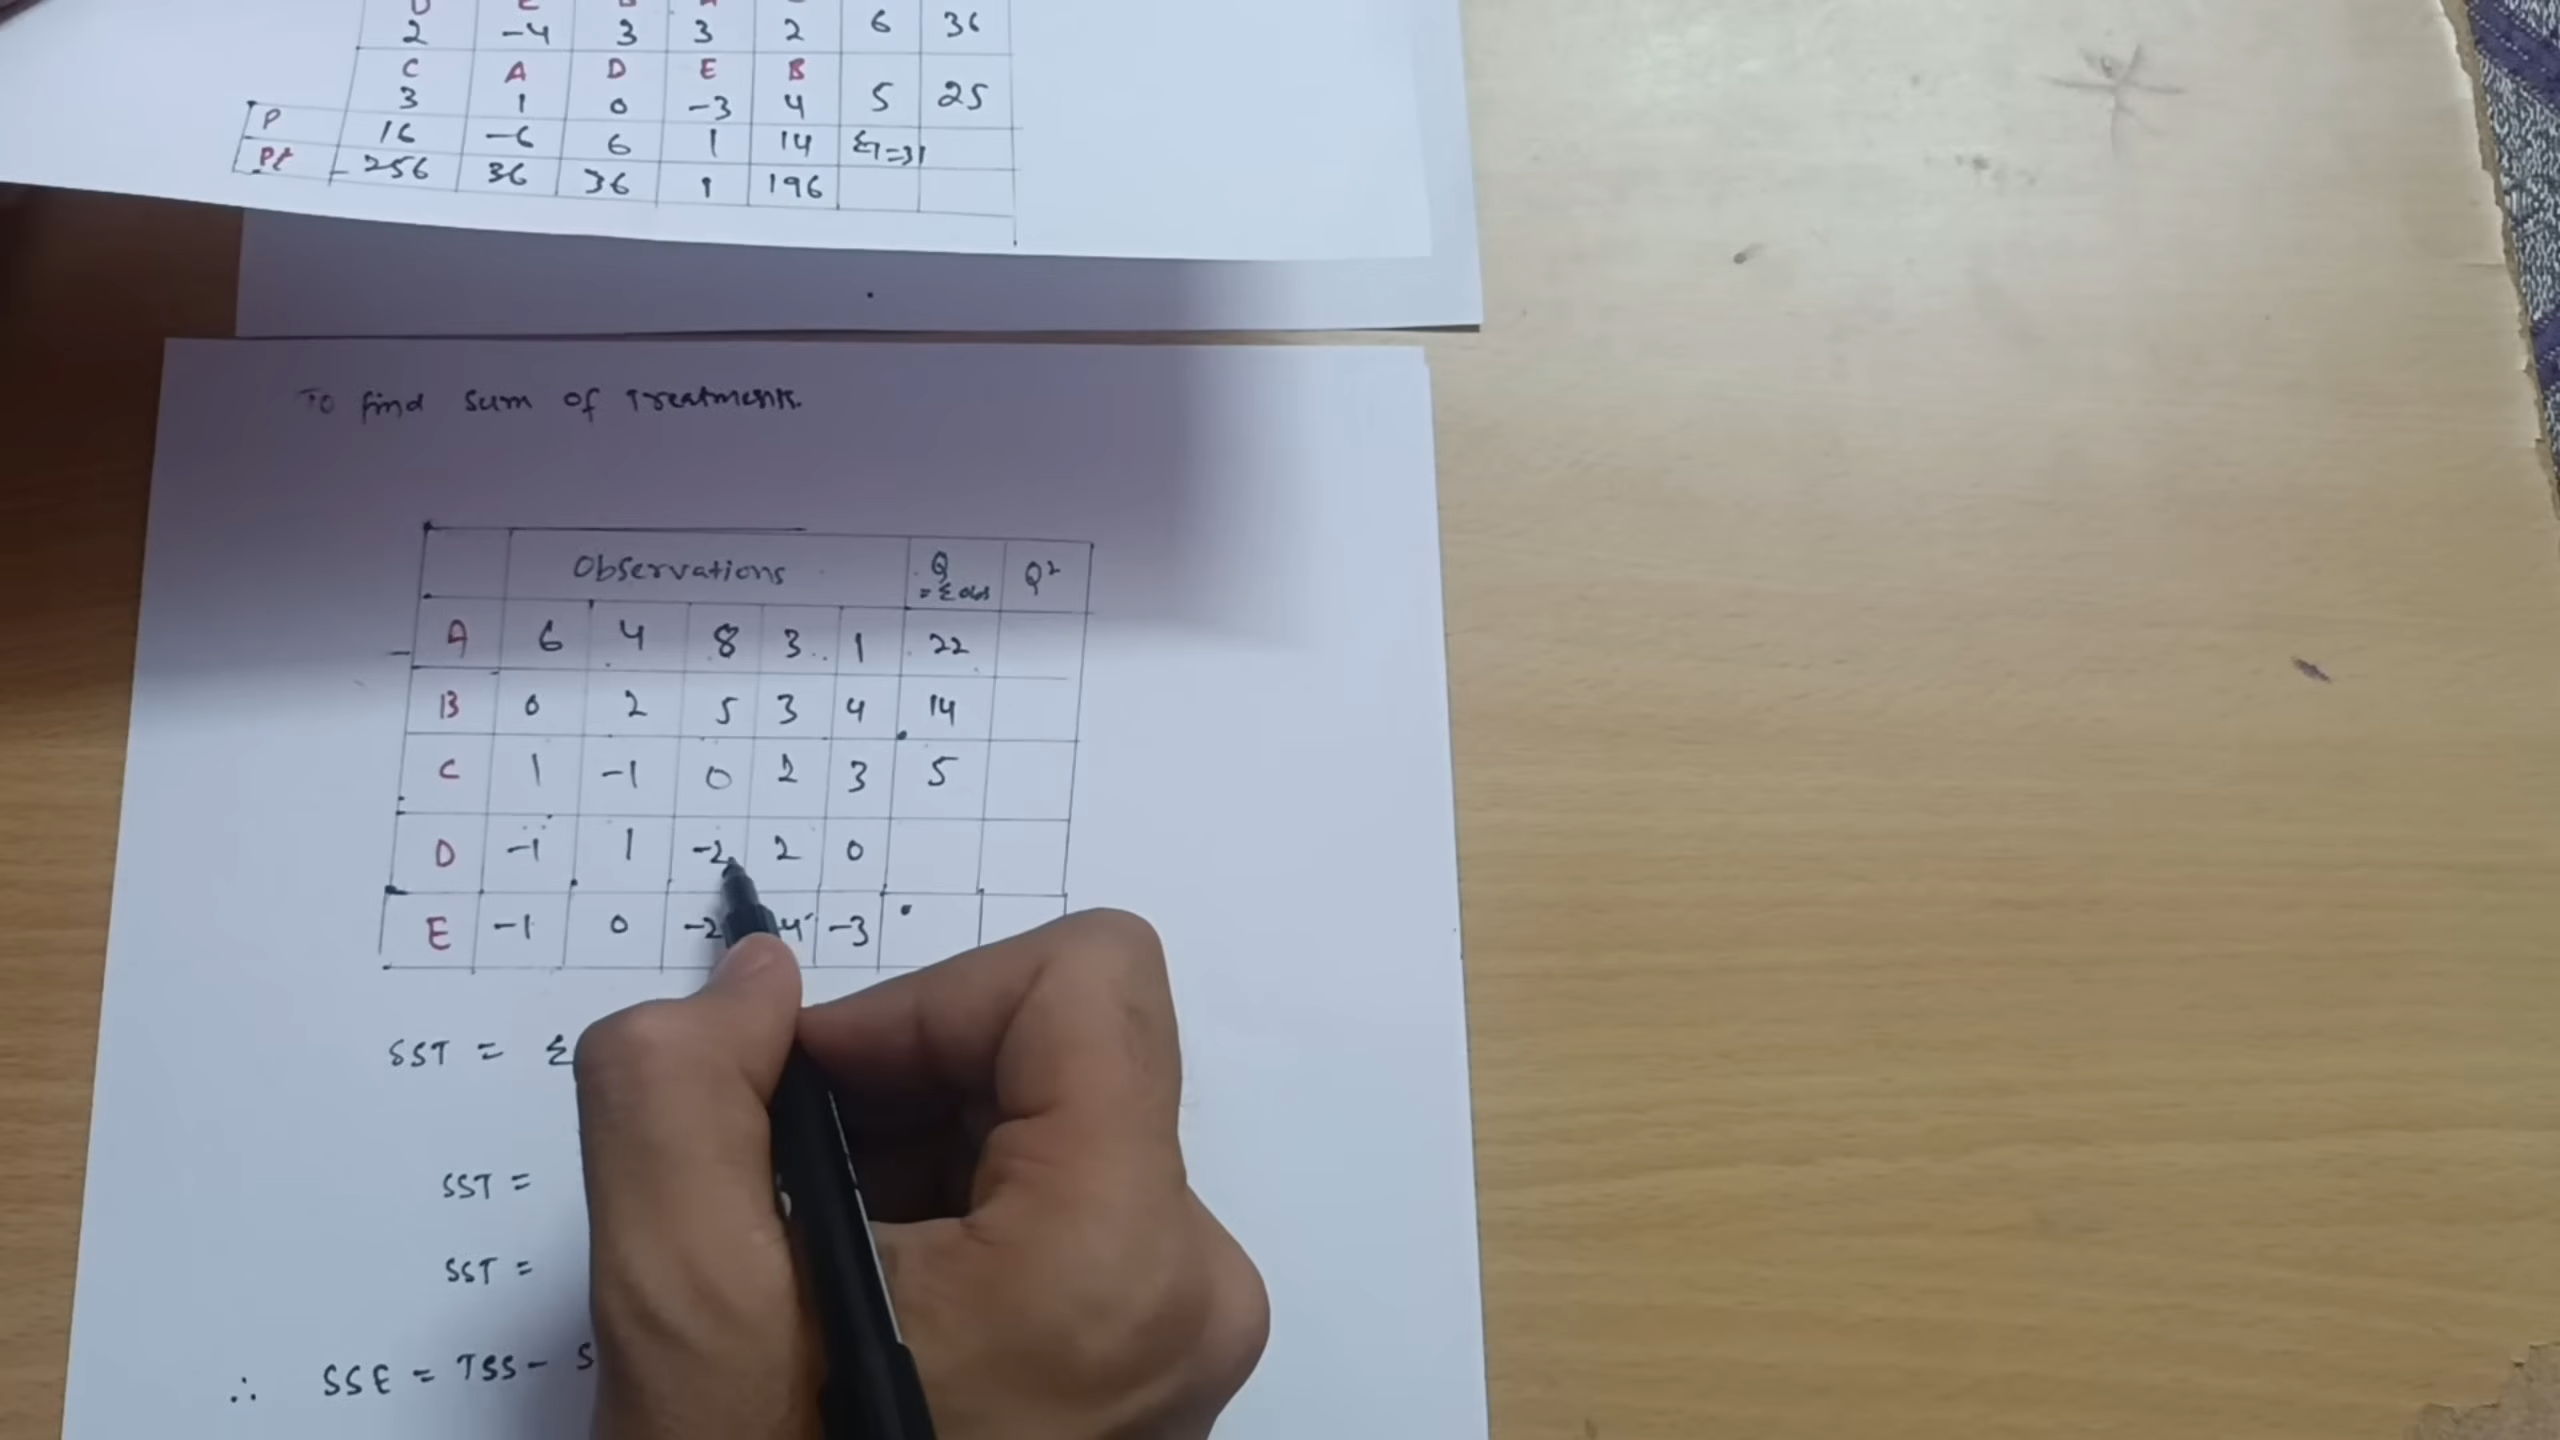 2 -4 3 3 2 6 36
C A D E B
3 1 0 -3 4 5 25
P 16 -6 6 1 14 Σ=31
256 36 36 1 196
To find sum of Treatments.
Observations Q = Σ obs Q²
A 6 4 8 3 1 22
B 0 2 5 3 4 14
C 1 -1 0 2 3 5
D -1 1 -2 2 0
E -1 0 -2 4 -3
SST = Σ
SST =
SST =
∴ SSE = TSS - S